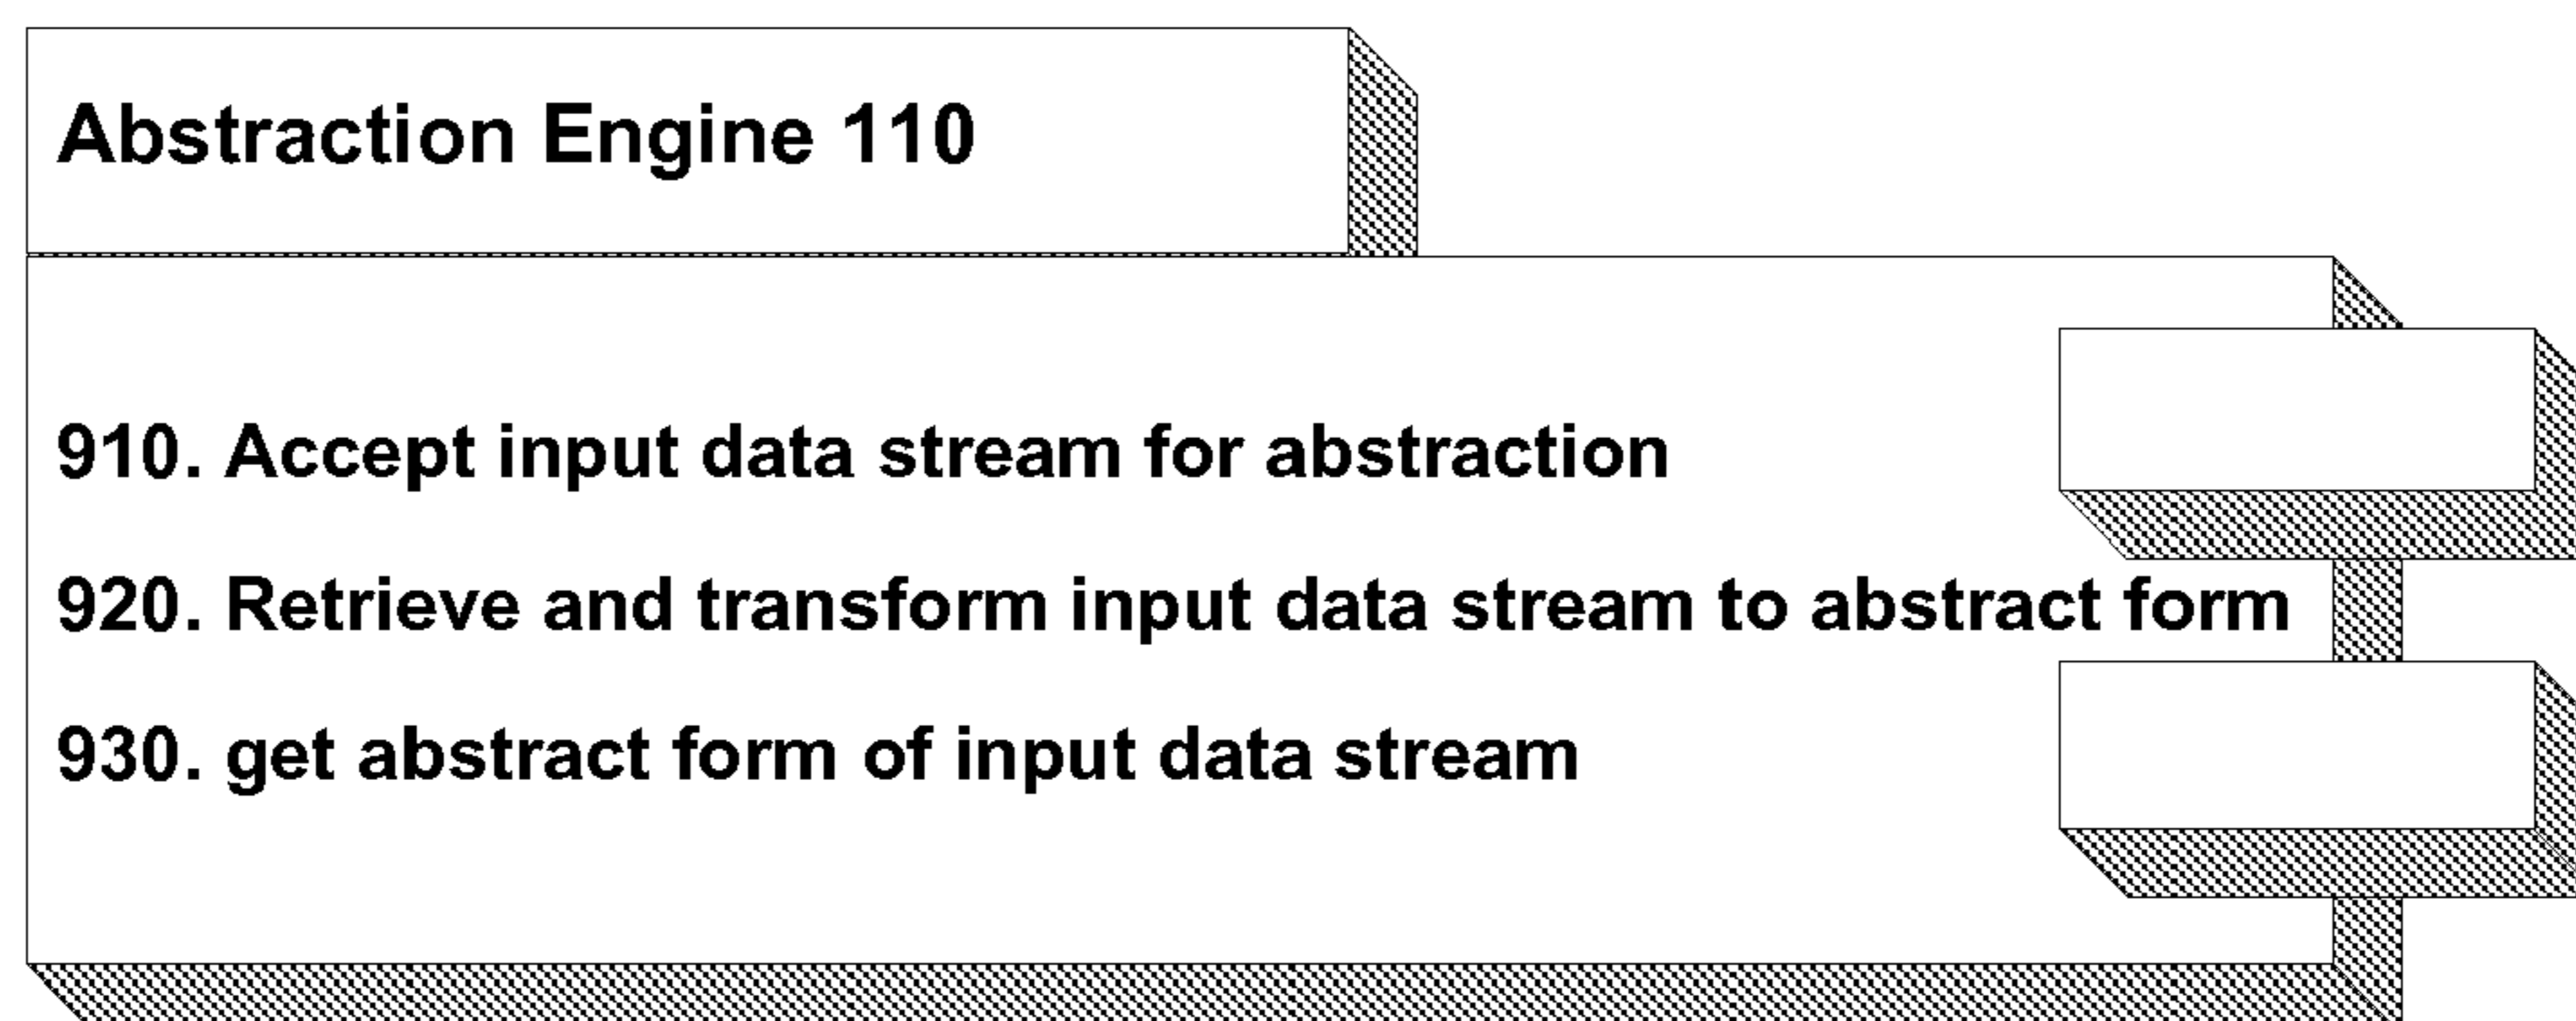 Abstraction Engine 110
910. Accept input data stream for abstraction
920. Retrieve and transform input data stream to abstract form
930. get abstract form of input data stream